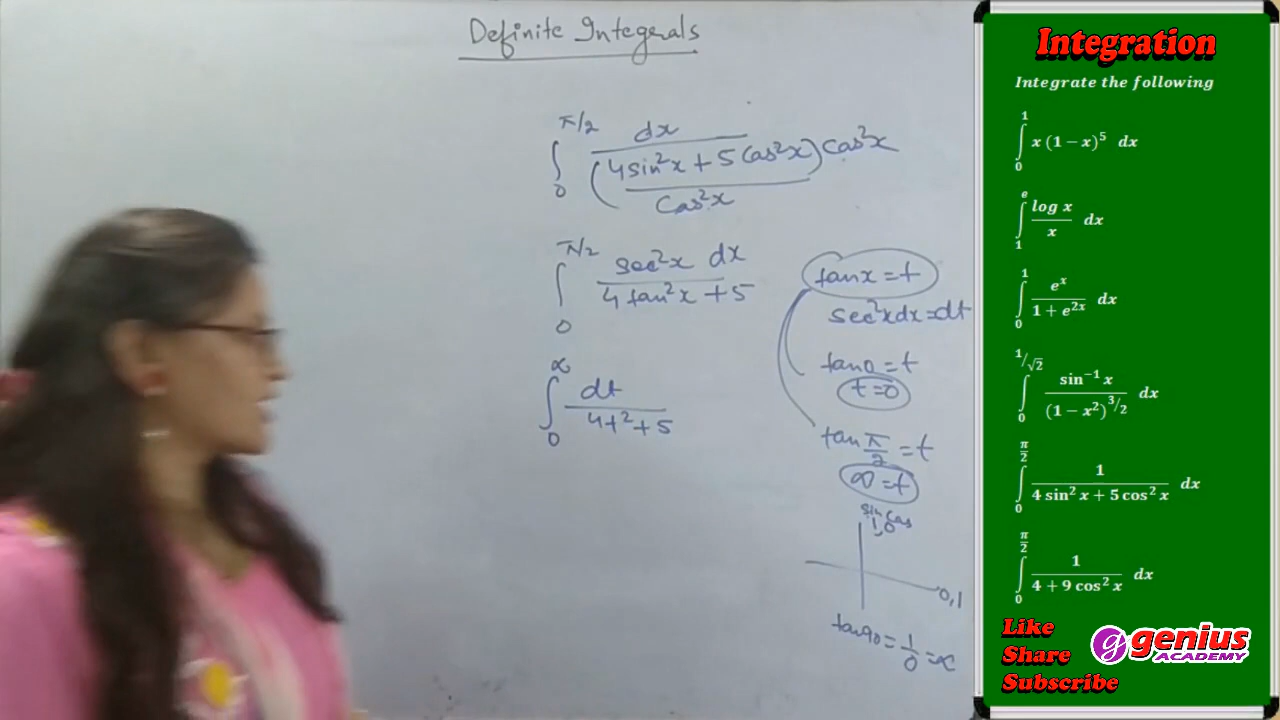 Definite Integerals
π/2
∫ dx / ((4sin²x + 5Cos²x)/Cos²x) Cos²x
0
π/2
∫ sec²x dx / 4tan²x + 5
0
∞
∫ dt / 4t² + 5
0
tanx = t
sec²xdx = dt
tan0 = t
t = 0
tan π/2 = t
∞ = t
sin Cos
1, 0
0, 1
tan90 = 1/0 = ∞
Integration
Integrate the following
1
∫ x (1 − x)⁵ dx
0
e
∫ log x / x dx
1
1
∫ eˣ / 1 + e²ˣ dx
0
1/√2
∫ sin⁻¹ x / (1 − x²)^3/2 dx
0
π/2
∫ 1 / 4 sin² x + 5 cos² x dx
0
π/2
∫ 1 / 4 + 9 cos² x dx
0
Like
Share
Subscribe
g genius
ACADEMY